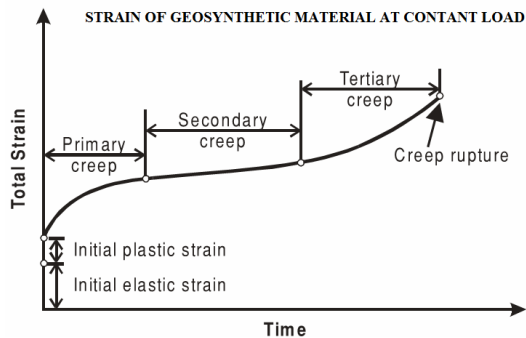 STRAIN OF GEOSYNTHETIC MATERIAL AT CONTANT LOAD
Tertiary
creep
Secondary
creep
Primary
creep
Creep rupture
Total Strain
Initial plastic strain
Initial elastic strain
Time